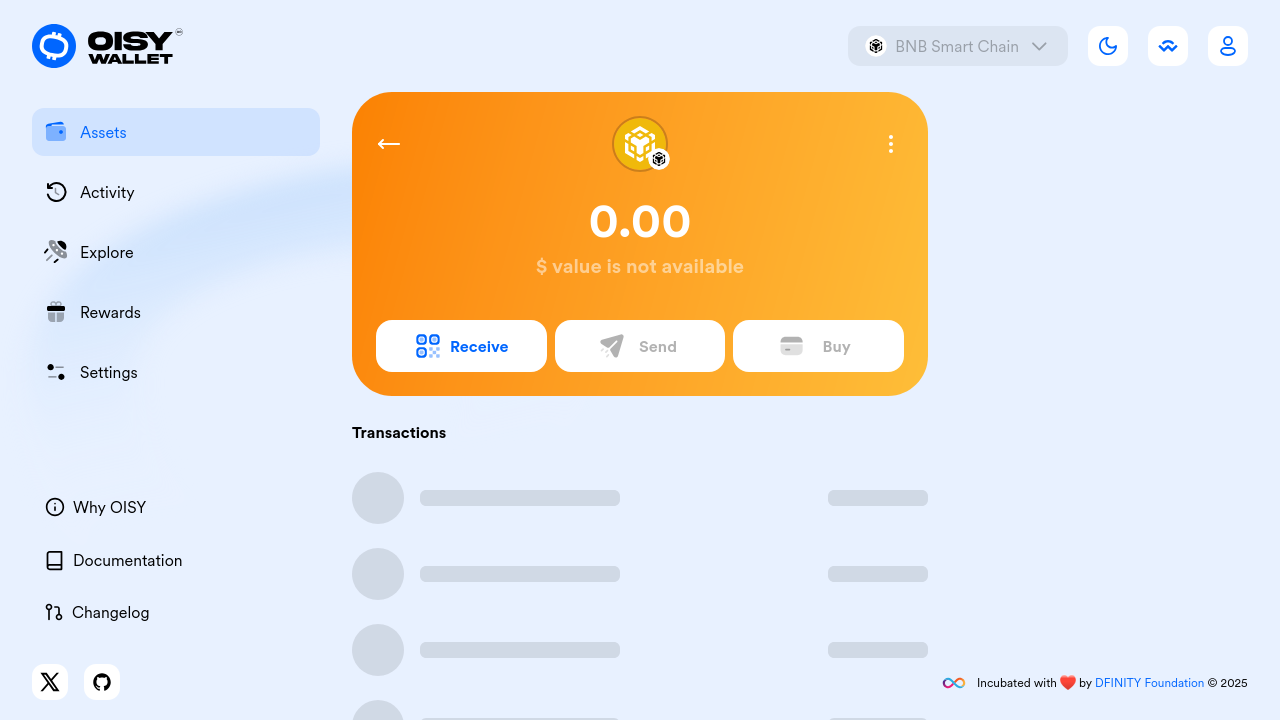 OISY
WALLET
BNB Smart Chain
Assets
Activity
Explore
Rewards
Settings
Why OISY
Documentation
Changelog
0.00
$ value is not available
Receive
Send
Buy
Transactions
Incubated with ❤️ by DFINITY Foundation © 2025